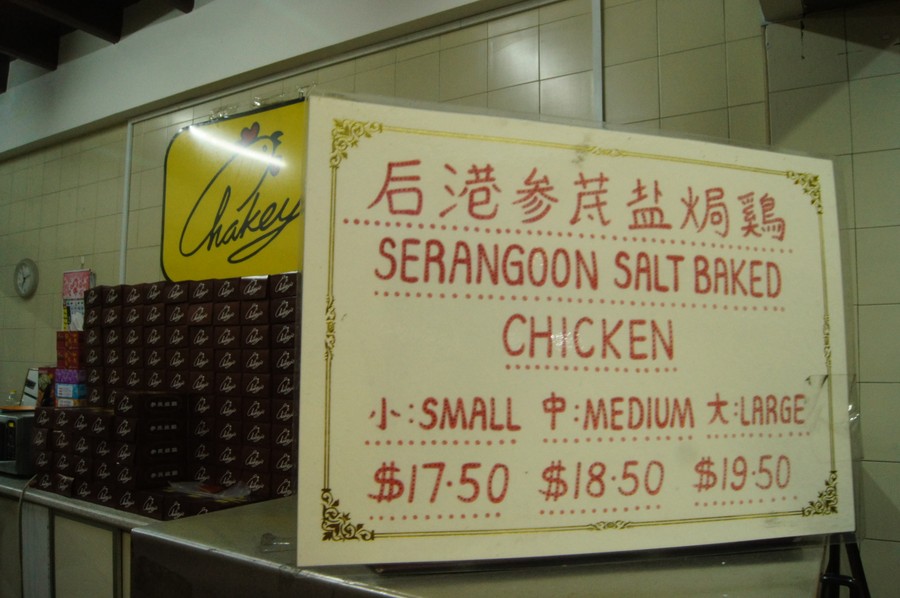 Chakey
后港参芪盐焗鷄
SERANGOON SALT BAKED
CHICKEN
小:SMALL 中:MEDIUM 大:LARGE
$17.50 $18.50 $19.50